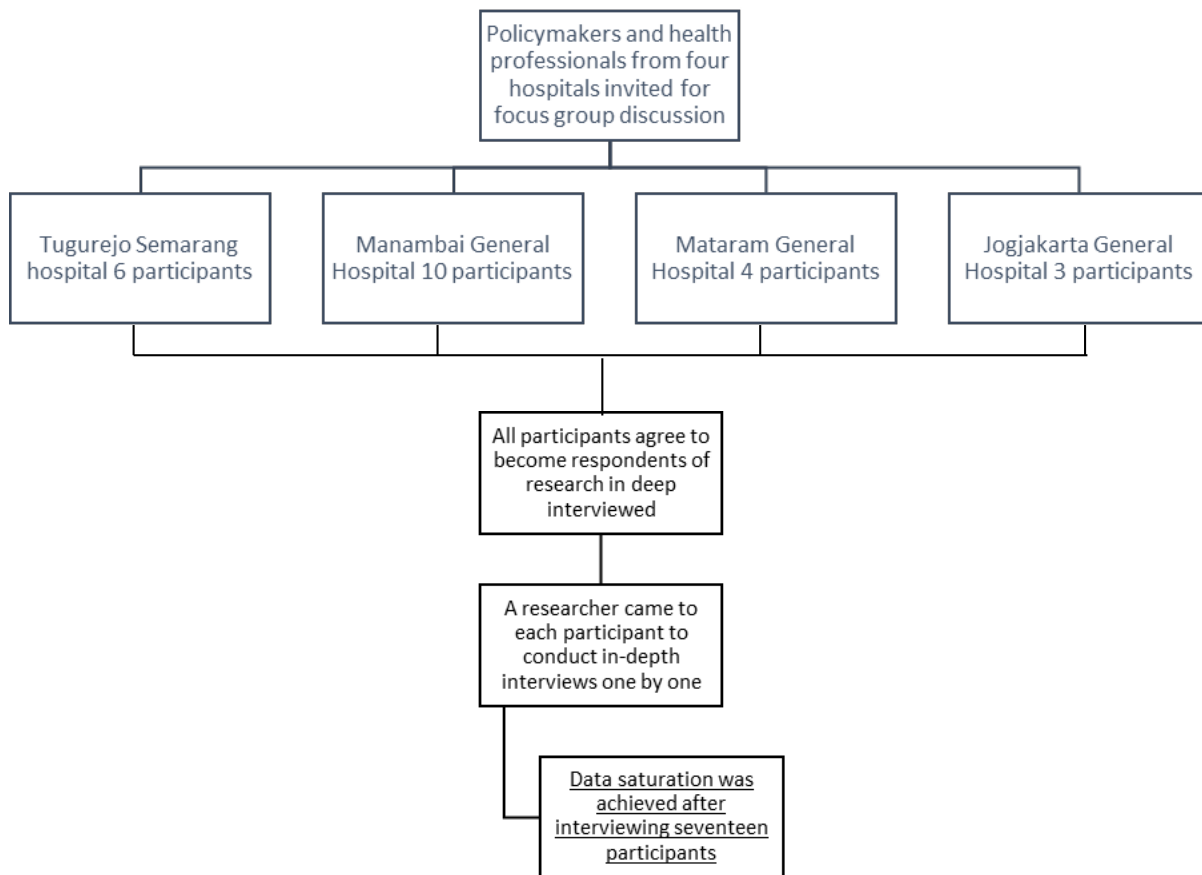 Policymakers and health
professionals from four
hospitals invited for
focus group discussion
Tugurejo Semarang
hospital 6 participants
Manambai General
Hospital 10 participants
Mataram General
Hospital 4 participants
Jogjakarta General
Hospital 3 participants
All participants agree to
become respondents of
research in deep
interviewed
A researcher came to
each participant to
conduct in-depth
interviews one by one
Data saturation was
achieved after
interviewing seventeen
participants